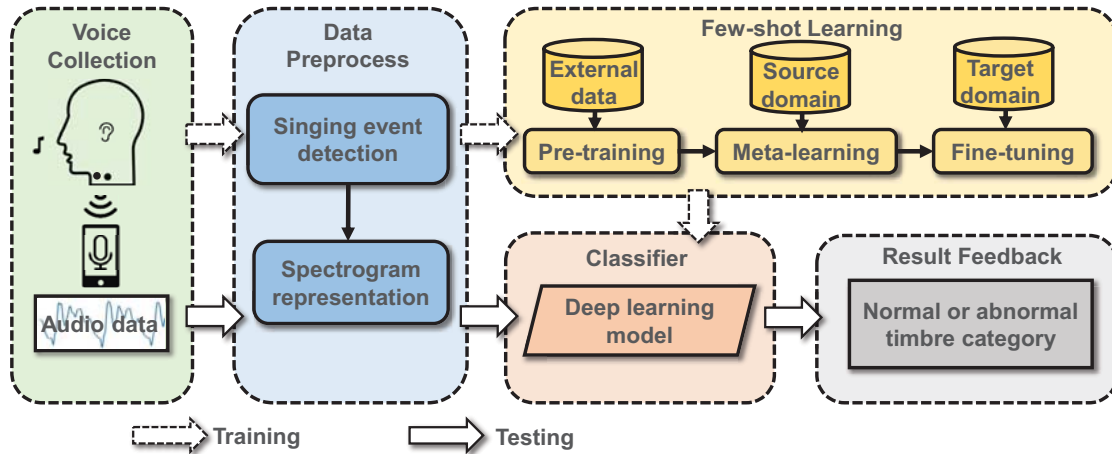 Voice
Collection
Audio data
Data
Preprocess
Singing event
detection
Spectrogram
representation
Few-shot Learning
External
data
Source
domain
Target
domain
Pre-training
Meta-learning
Fine-tuning
Classifier
Deep learning
model
Result Feedback
Normal or abnormal
timbre category
Training
Testing